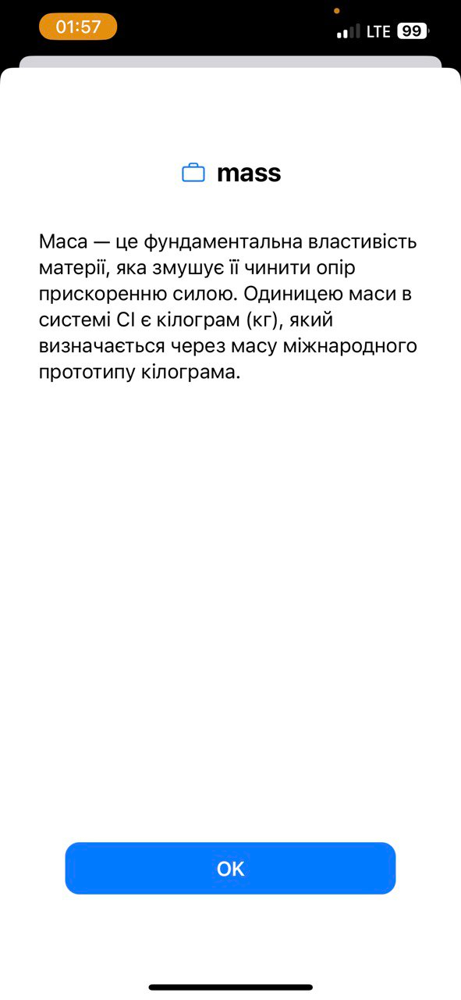 01:57
LTE 99
mass
Маса — це фундаментальна властивість
матерії, яка змушує її чинити опір
прискоренню силою. Одиницею маси в
системі СІ є кілограм (кг), який
визначається через масу міжнародного
прототипу кілограма.
OK